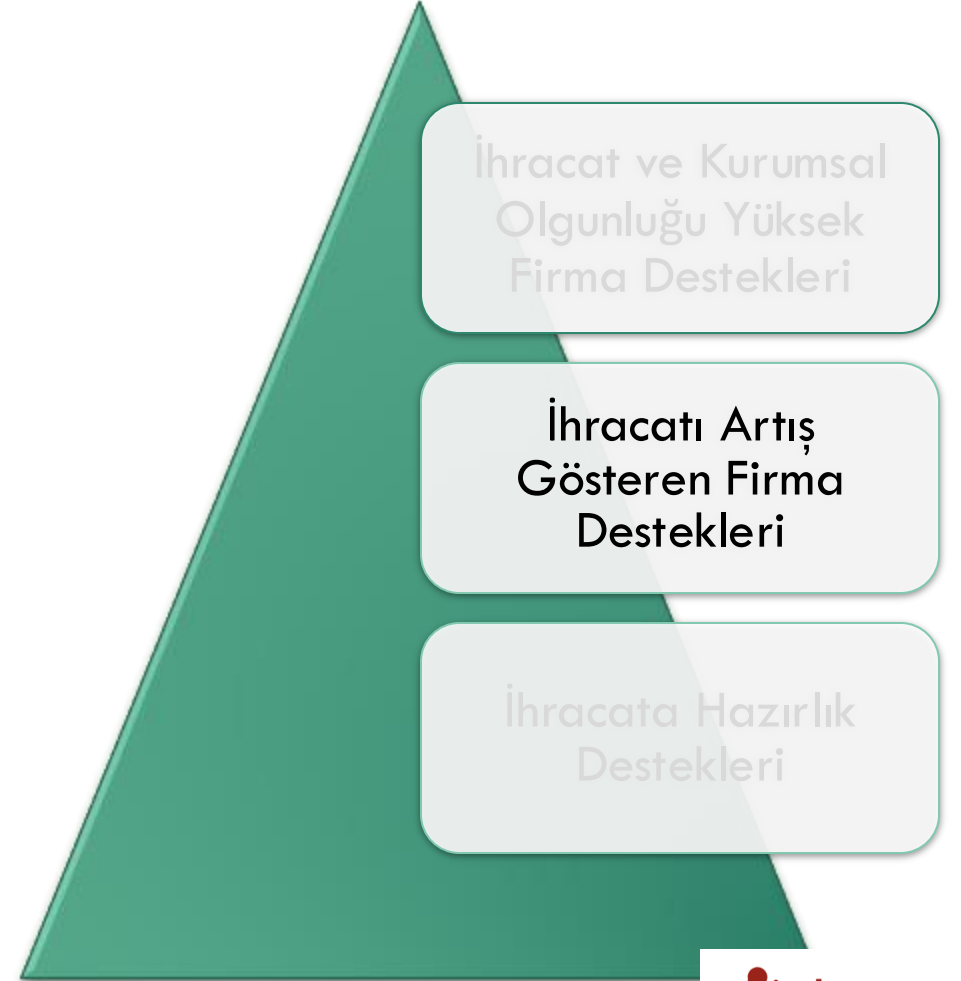 İhracat ve Kurumsal
Olgunluğu Yüksek
Firma Destekleri
İhracatı Artış
Gösteren Firma
Destekleri
İhracata Hazırlık
Destekleri